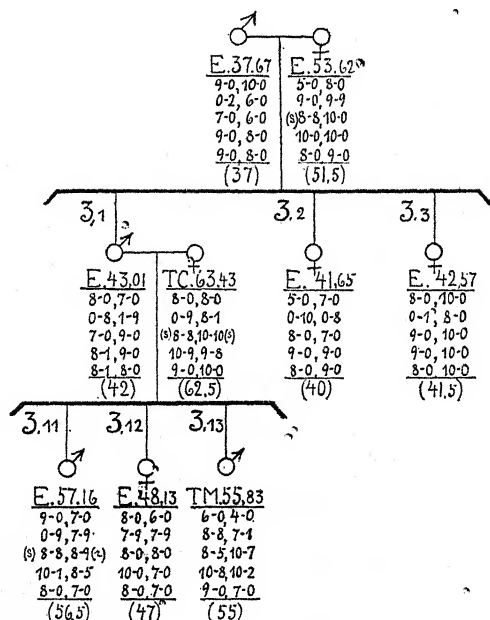 E.37.67 E.53.62
9-0, 10-0 5-0, 8-0
0-2, 6-0 9-0, 9-9
7-0, 6-0 (s)8-8, 10-0
9-0, 8-0 10-0, 10-0
9-0, 8-0 8-0, 9-0
(37) (51,5)
3,1 3.2 3.3
E.43,01 TC.63,43 E.41,65 E.42,57
8-0, 7-0 8-0, 8-0 5-0, 7-0 8-0, 10-0
0-8, 1-9 0-9, 8-1 0-10, 0-8 0-1, 8-0
7-0, 9-0 (s)8-8, 10-10(s) 8-0, 7-0 9-0, 10-0
8-1, 9-0 10-9, 9-8 9-0, 9-0 9-0, 10-0
8-1, 8-0 9-0, 10-0 8-0, 9-0 8-0, 10-0
(42) (62,5) (40) (41,5)
3.11 3.12 3.13
E.57.16 E.48,13 TM.55,83
9-0, 7-0 8-0, 6-0 6-0, 4-0
0-9, 7-9 7-9, 7-9 8-8, 7-1
(s) 8-8, 8-9 8-0, 8-0 8-5, 10-7
10-1, 8-5 10-0, 7-0 10-8, 10-2
8-0, 7-0 8-0, 7-0 9-0, 7-0
(56,5) (47) (55)